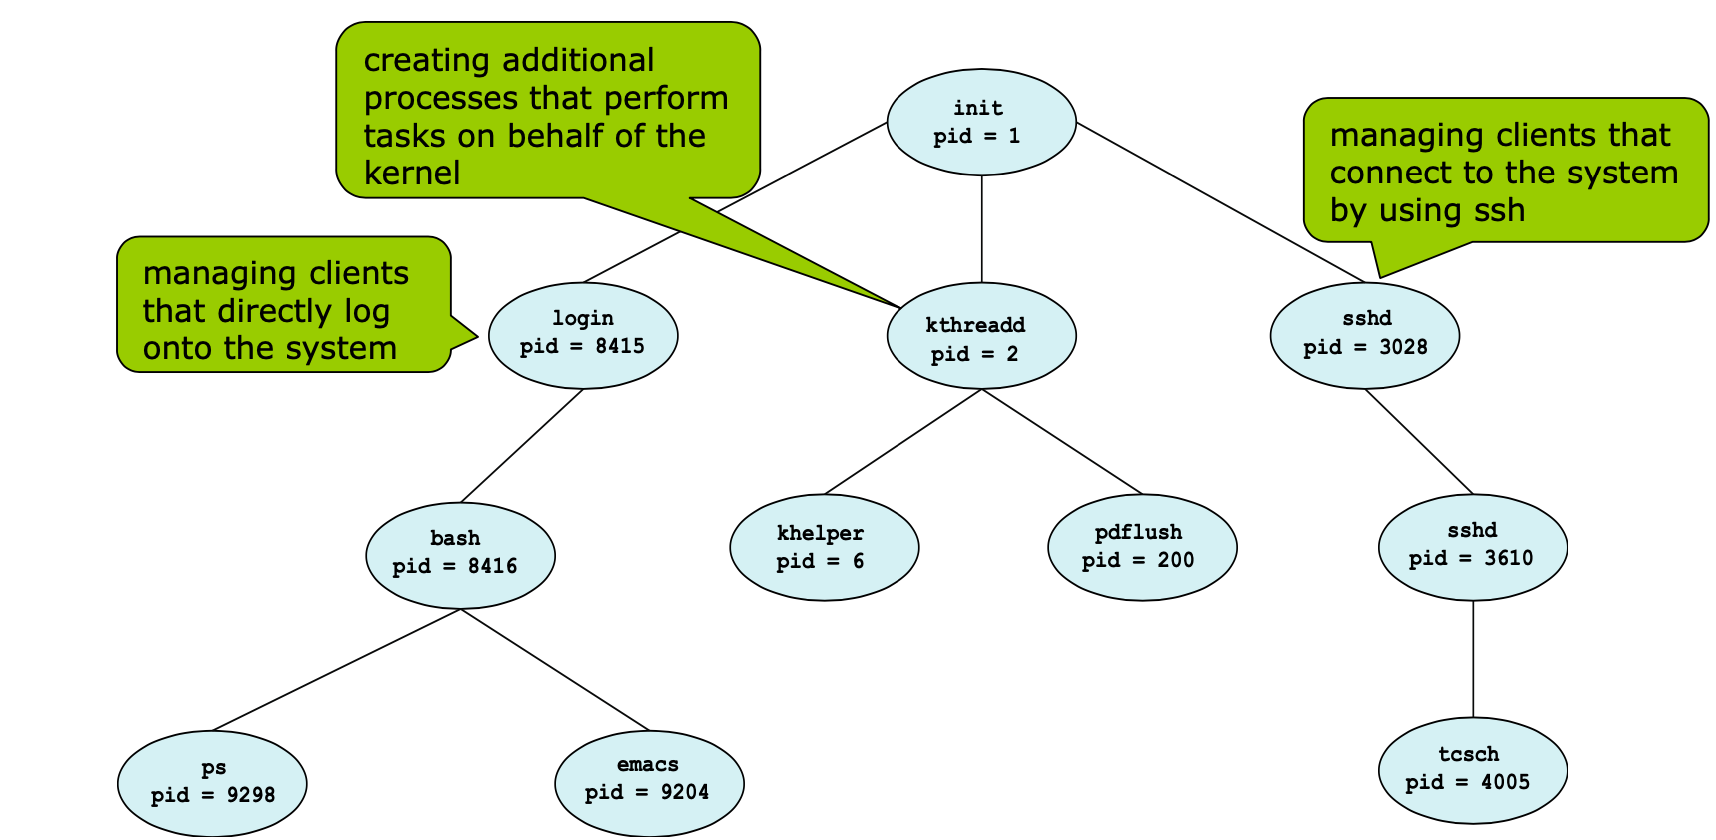 creating additional
processes that perform
tasks on behalf of the
kernel
init
pid = 1
managing clients that
connect to the system
by using ssh
managing clients
that directly log
onto the system
login
pid = 8415
kthreadd
pid = 2
sshd
pid = 3028
bash
pid = 8416
khelper
pid = 6
pdflush
pid = 200
sshd
pid = 3610
ps
pid = 9298
emacs
pid = 9204
tcsch
pid = 4005